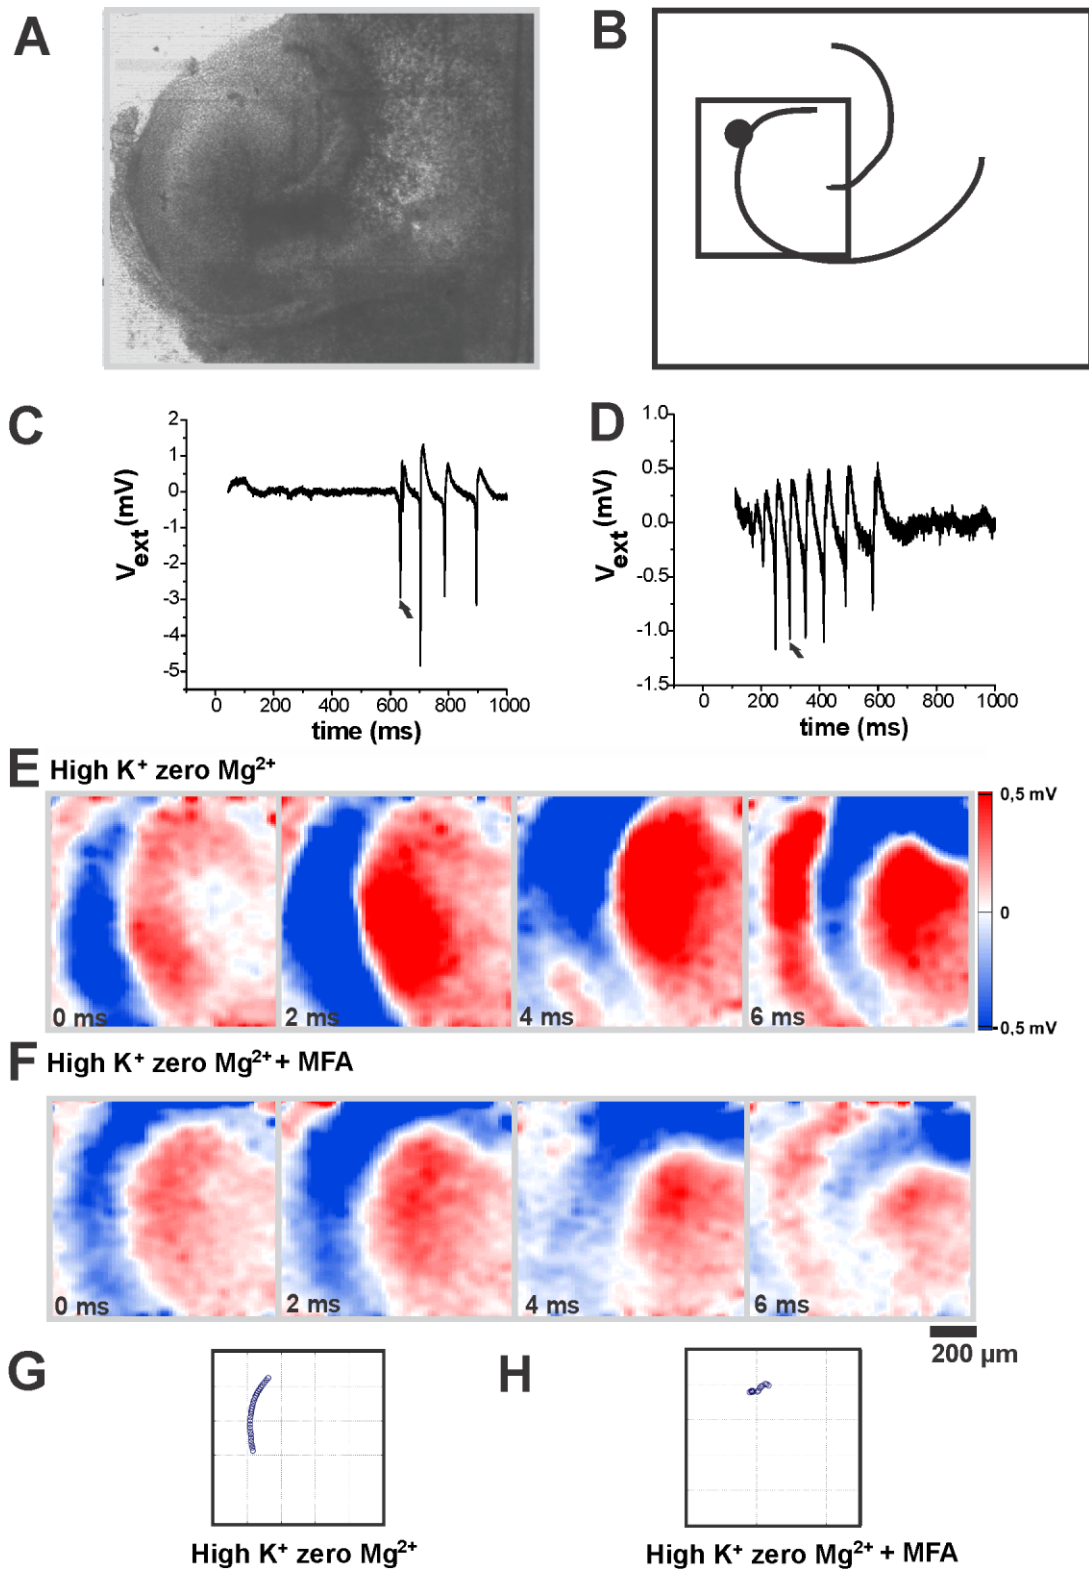 A
B
C
2
1
0
-1
-2
-3
-4
-5
V_ext (mV)
0 200 400 600 800 1000
time (ms)
D
1.0
0.5
0.0
-0.5
-1.0
-1.5
V_ext (mV)
0 200 400 600 800 1000
time (ms)
E High K⁺ zero Mg²⁺
0 ms 2 ms 4 ms 6 ms
0,5 mV
0
-0,5 mV
F High K⁺ zero Mg²⁺ + MFA
0 ms 2 ms 4 ms 6 ms
200 µm
G
High K⁺ zero Mg²⁺
H
High K⁺ zero Mg²⁺ + MFA